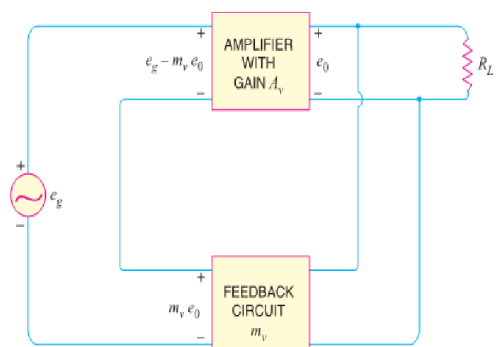 + +
AMPLIFIER
WITH
GAIN A_v
e_g – m_v e_0
e_0
R_L
– –
+
e_g
–
+
FEEDBACK
CIRCUIT
m_v
m_v e_0
–